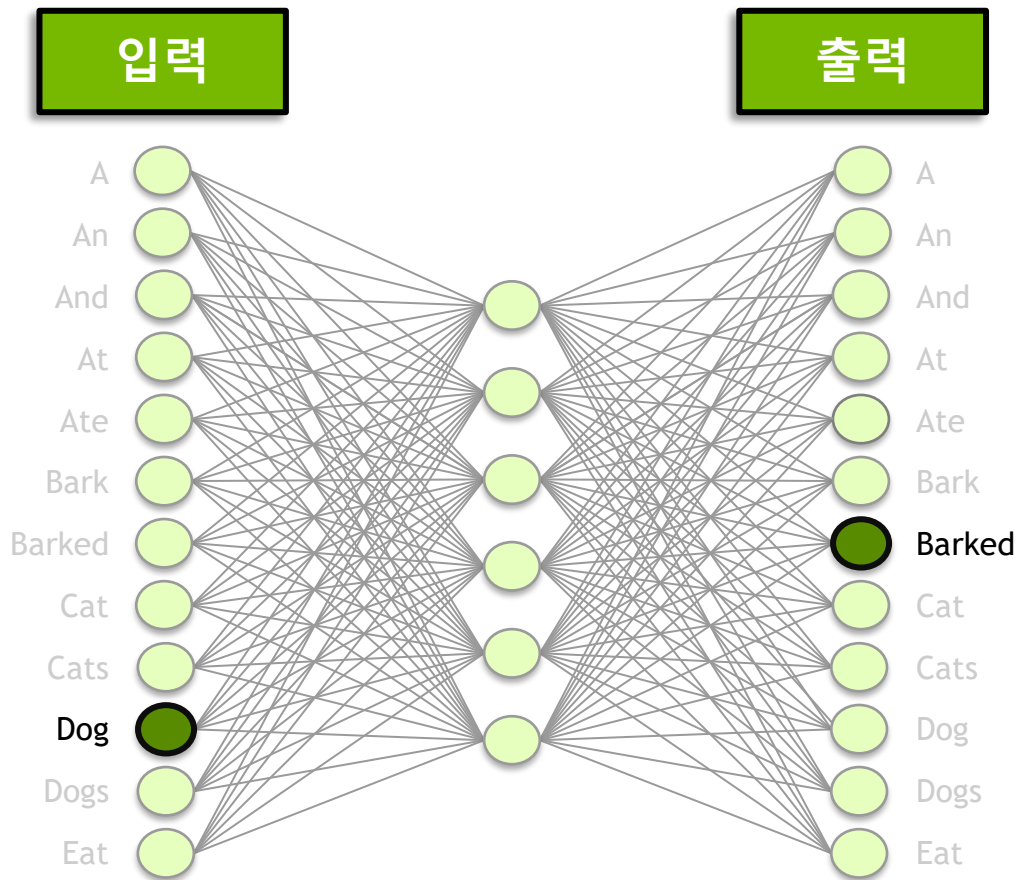 입력
출력
A
An
And
At
Ate
Bark
Barked
Cat
Cats
Dog
Dogs
Eat
A
An
And
At
Ate
Bark
Barked
Cat
Cats
Dog
Dogs
Eat